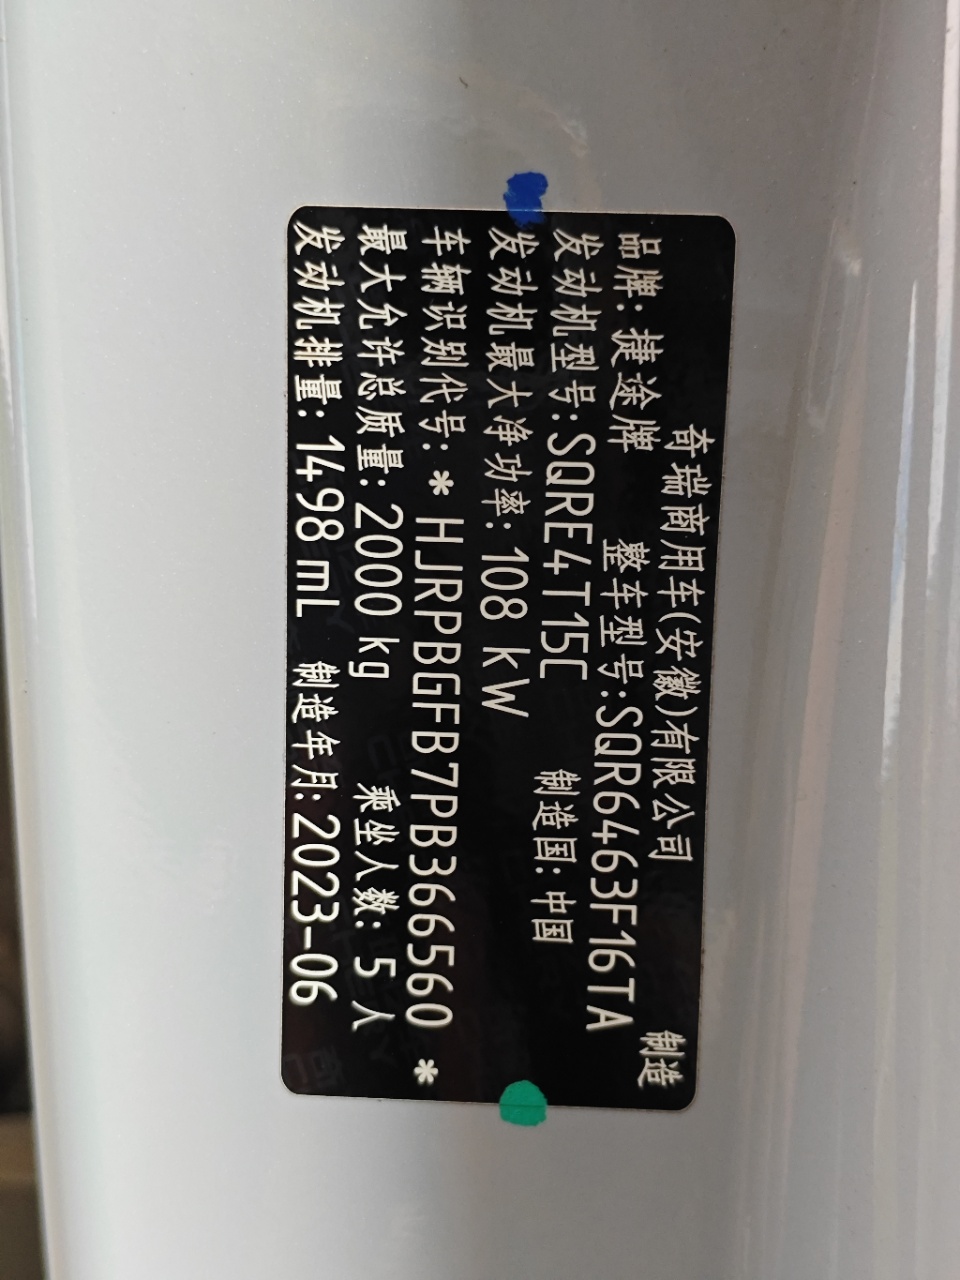 奇瑞商用车(安徽)有限公司 制造
品牌: 捷途牌 整车型号:SQR6463F16TA
发动机型号:SQRE4T15C 制造国: 中国
发动机最大净功率: 108 kW
车辆识别代号: * HJRPBGFB7PB366560 *
最大允许总质量: 2000 kg 乘坐人数: 5 人
发动机排量: 1498 mL 制造年月: 2023-06